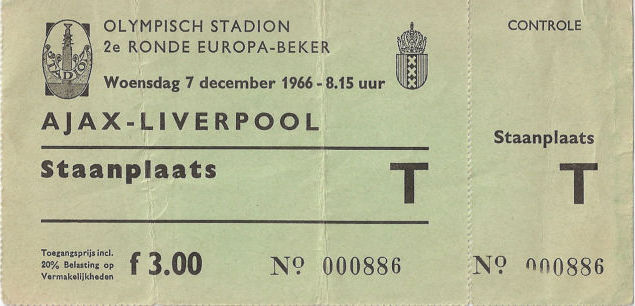 OLYMPISCH STADION
2e RONDE EUROPA-BEKER
Woensdag 7 december 1966 - 8.15 uur
AJAX-LIVERPOOL
Staanplaats T
Toegangsprijs incl.
20% Belasting op
Vermakelijkheden
f 3.00
No. 000886
CONTROLE
Staanplaats
T
No. 000886